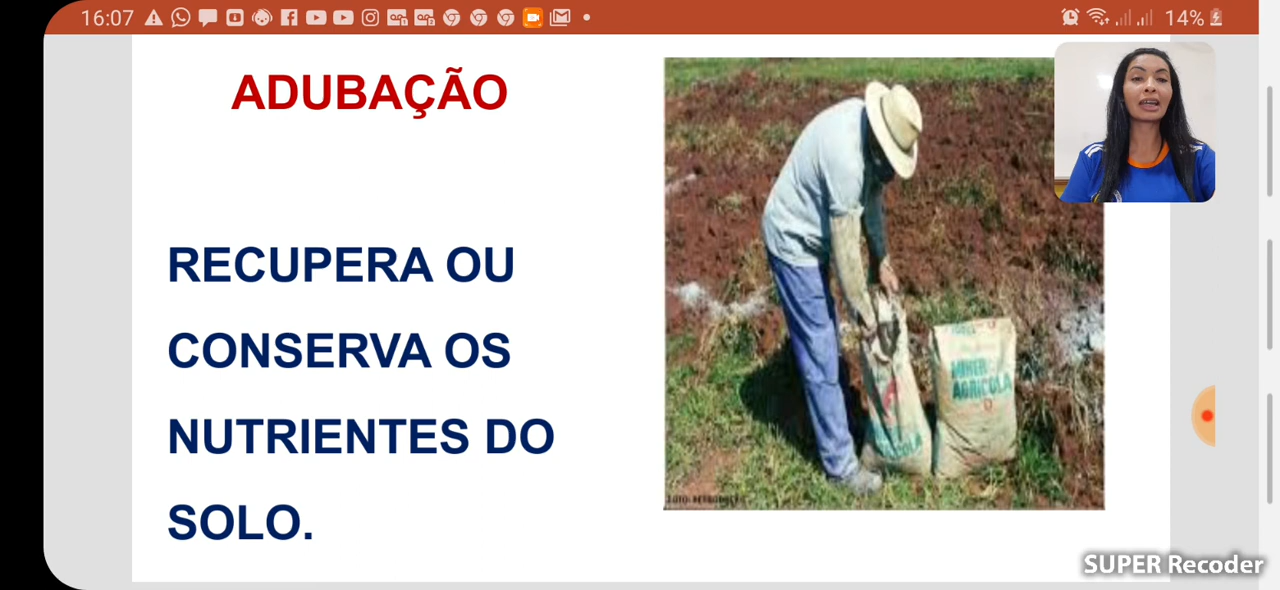 16:07
14%
ADUBAÇÃO
RECUPERA OU
CONSERVA OS
NUTRIENTES DO
SOLO.
AGRÍCOLA
SUPER Recoder